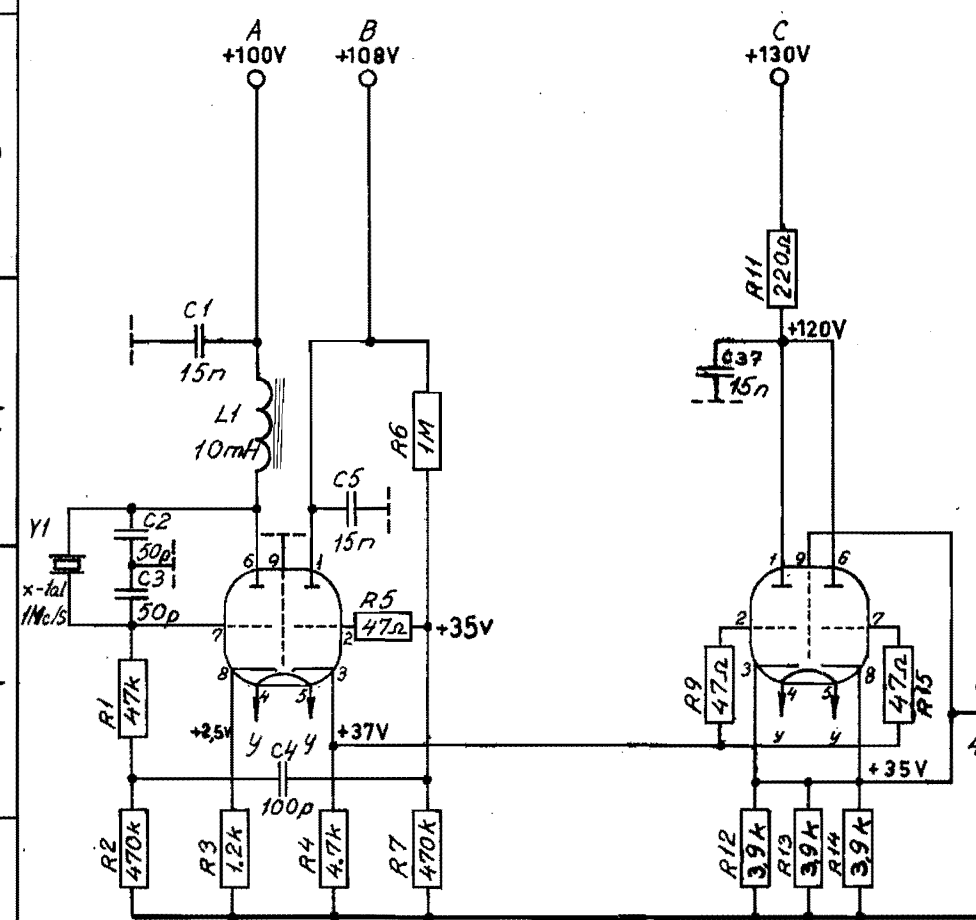 A
+100V
B
+108V
C
+130V
R11
220Ω
C1
15n
+120V
C37
15n
L1
10mH
R6
1M
C5
15n
Y1
x-tal
1Mc/s
C2
50p
C3
50p
6
9
1
7
2
8
3
4
5
R5
47Ω
+35V
1
9
6
2
7
3
8
4
5
R9
47Ω
47Ω
R15
R1
47k
+2,5V
y
y
+37V
y
y
C4
100p
+35V
R2
470k
R3
1.2k
R4
4.7k
R7
470k
R12
3,9k
R13
3,9k
R14
3,9k